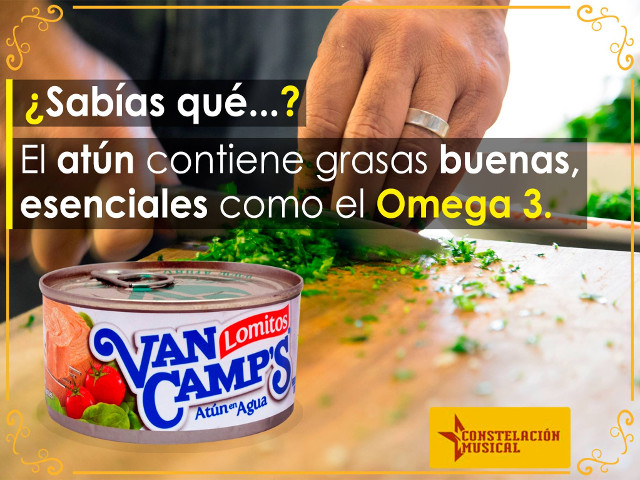 ¿Sabías qué...?
El atún contiene grasas buenas,
esenciales como el Omega 3.
Lomitos
VAN
CAMP'S
Atún en Agua
CONSTELACIÓN
MUSICAL